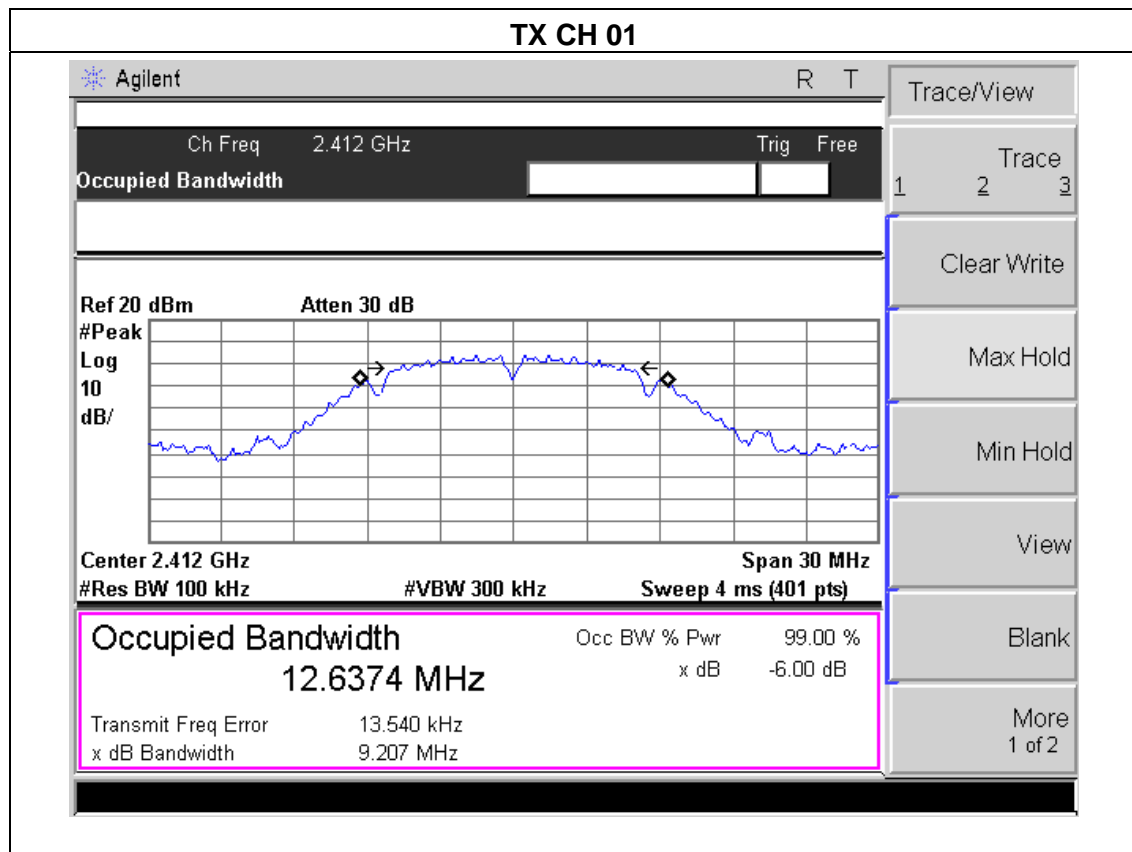 TX CH 01
Agilent R T
Trace/View
Ch Freq 2.412 GHz Trig Free
Occupied Bandwidth
Trace
1 2 3
Clear Write
Ref 20 dBm Atten 30 dB
#Peak
Log
10
dB/
Max Hold
Min Hold
View
Center 2.412 GHz Span 30 MHz
#Res BW 100 kHz #VBW 300 kHz Sweep 4 ms (401 pts)
Occupied Bandwidth Occ BW % Pwr 99.00 %
12.6374 MHz x dB -6.00 dB
Blank
Transmit Freq Error 13.540 kHz
x dB Bandwidth 9.207 MHz
More
1 of 2